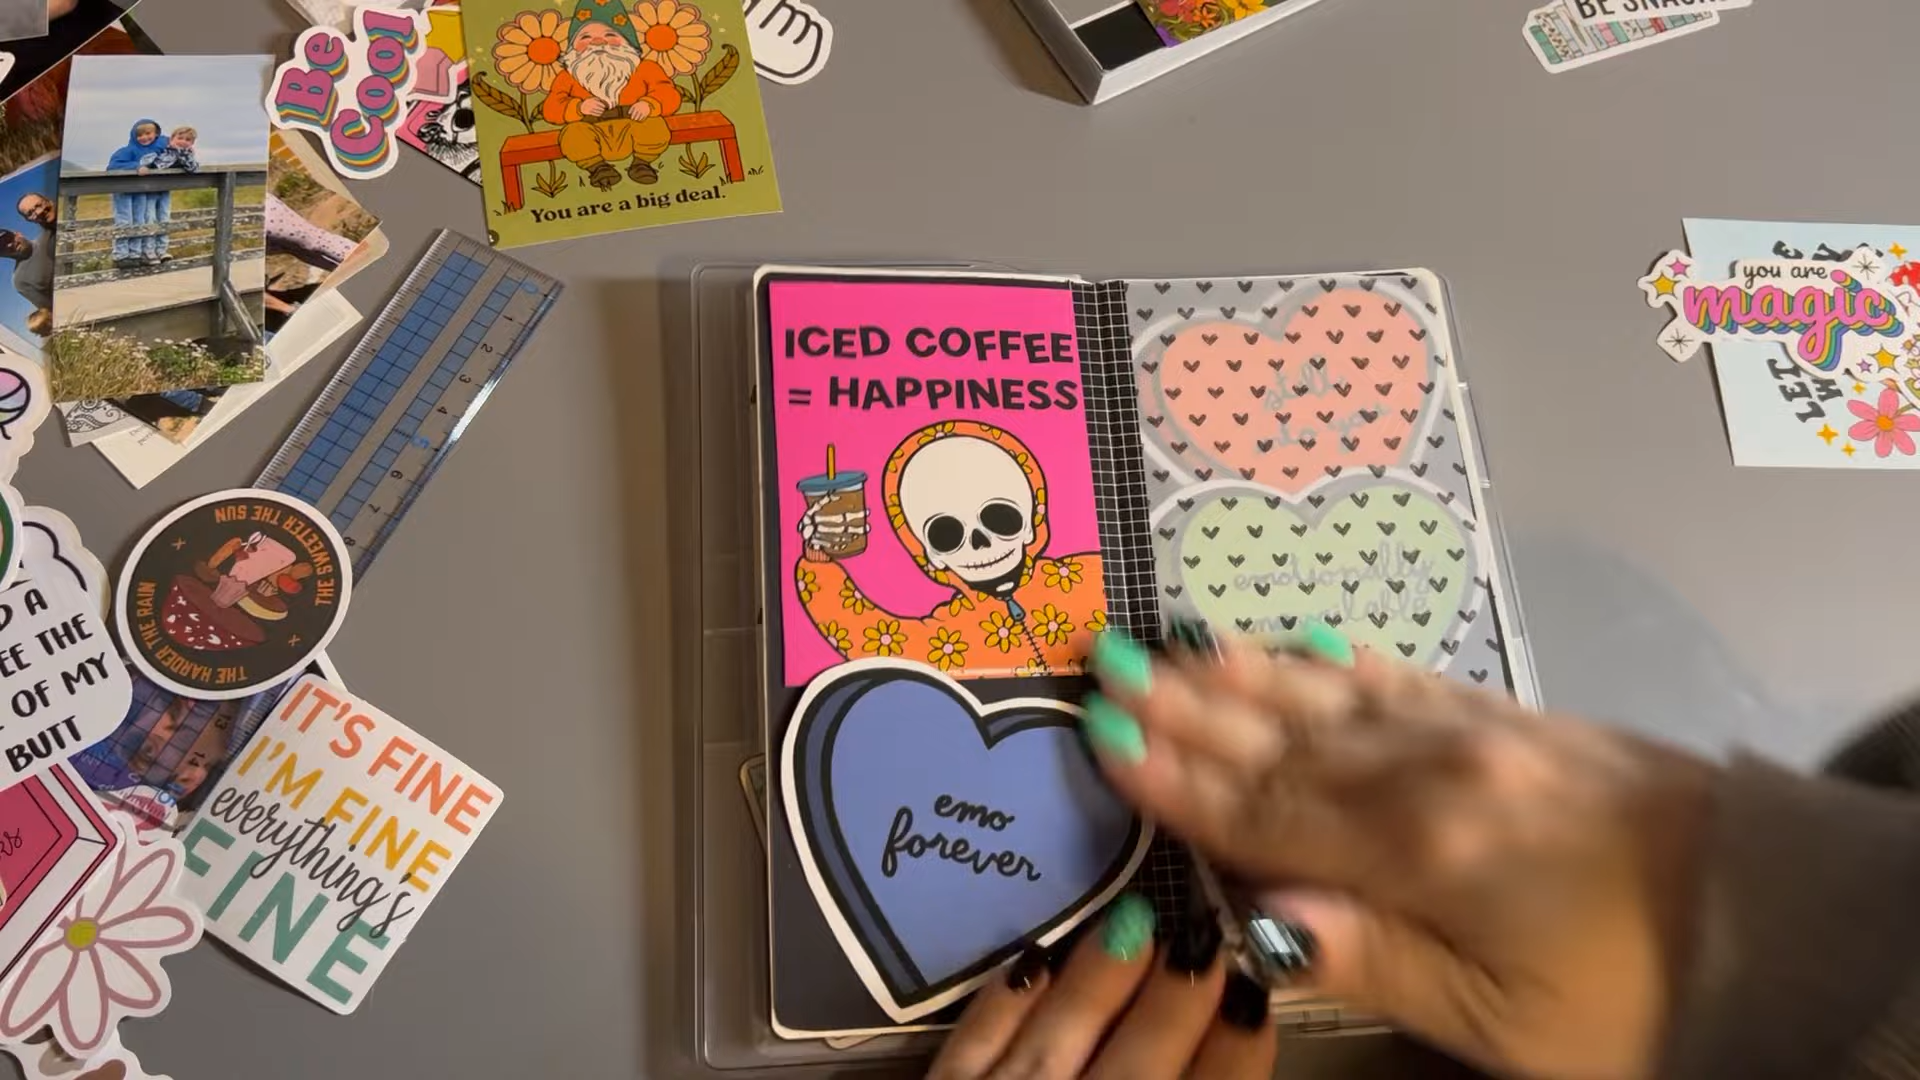 Be
Cool
You are a big deal.
BE SNACK
you are
magic
LET
ICED COFFEE
= HAPPINESS
still
into you
emotionally
unavailable
emo
forever
THE HARDER THE RAIN
THE SWEETER THE SUN
D A
EE THE
OF MY
BUTT
IT'S FINE
I'M FINE
everything's
FINE